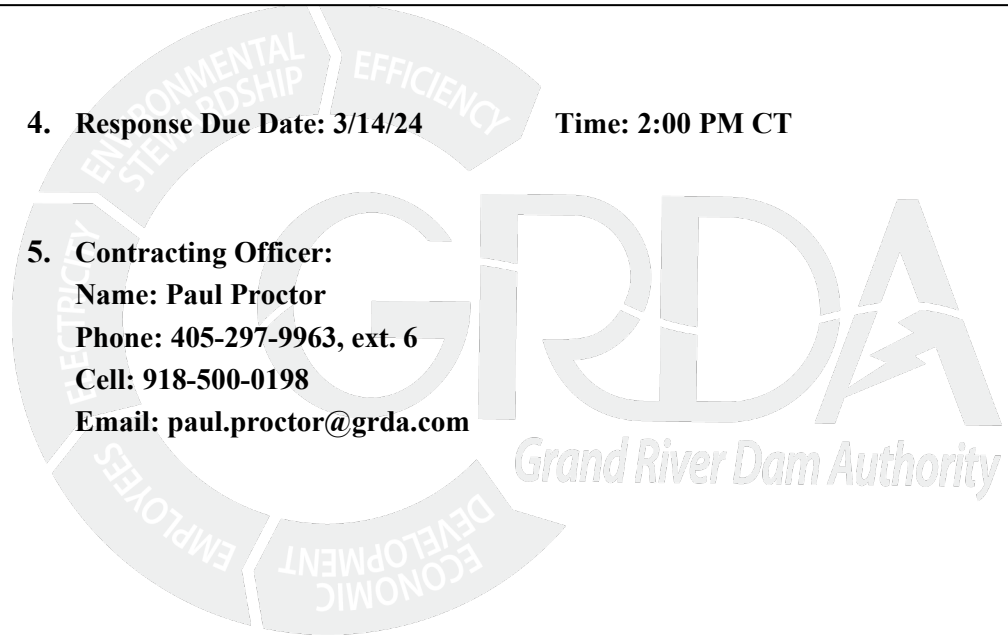 4. Response Due Date: 3/14/24 Time: 2:00 PM CT
5. Contracting Officer:
Name: Paul Proctor
Phone: 405-297-9963, ext. 6
Cell: 918-500-0198
Email: paul.proctor@grda.com
ENVIRONMENTAL
STEWARDSHIP
EFFICIENCY
ELECTRICITY
EMPLOYEES
ECONOMIC
DEVELOPMENT
GRDA
Grand River Dam Authority